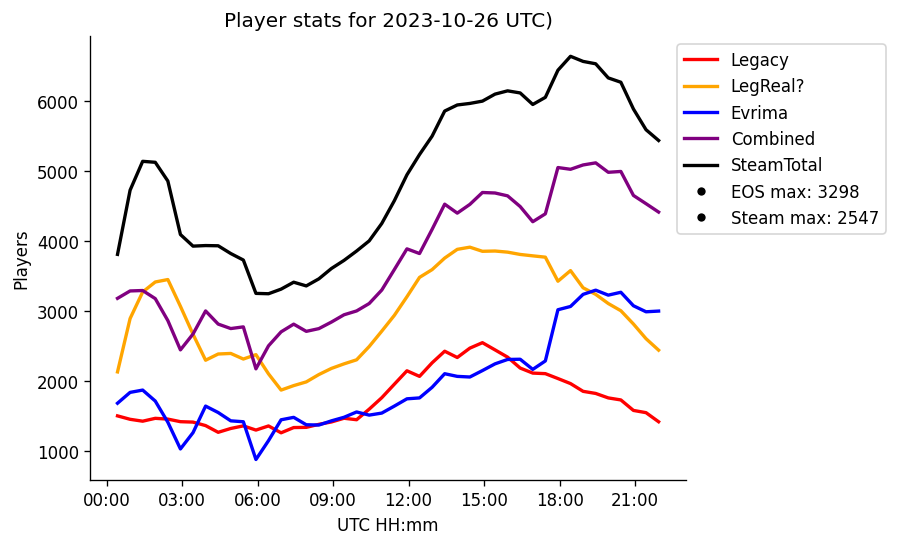 Player stats for 2023-10-26 UTC)
Legacy
LegReal?
Evrima
Combined
SteamTotal
EOS max: 3298
Steam max: 2547
Players
6000
5000
4000
3000
2000
1000
00:00 03:00 06:00 09:00 12:00 15:00 18:00 21:00
UTC HH:mm